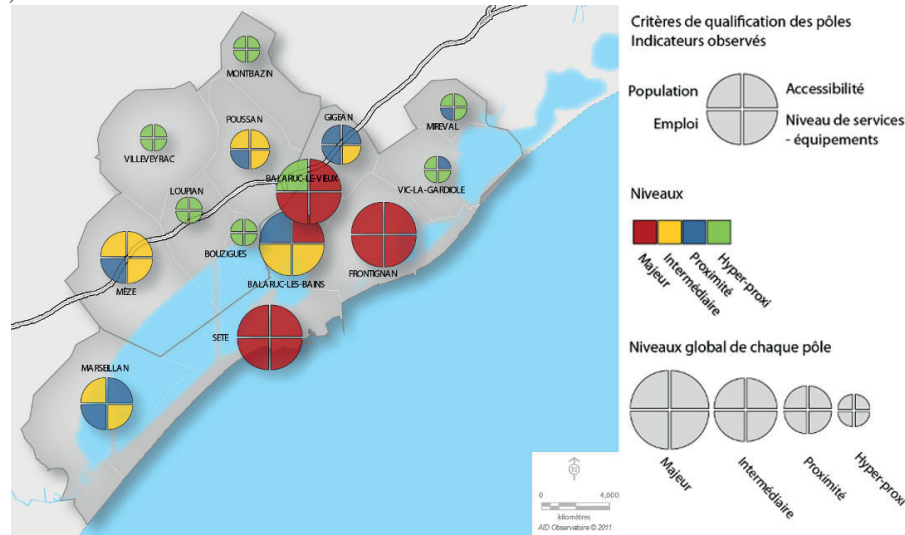 MONTBAZIN
POUSSAN
GIGEAN
MIREVAL
VILLEVEYRAC
BALARUC-LE-VIEUX
VIC-LA-GARDIOLE
LOUPIAN
BOUZIGUES
FRONTIGNAN
MEZE
BALARUC-LES-BAINS
SETE
MARSEILLAN
N
0 4,000
kilomètres
AID Observatoire © 2011
Critères de qualification des pôles
Indicateurs observés
Population
Accessibilité
Emploi
Niveau de services
- équipements
Niveaux
Majeur
Intermédiaire
Proximité
Hyper-proxi
Niveaux global de chaque pôle
Majeur
Intermédiaire
Proximité
Hyper-proxi